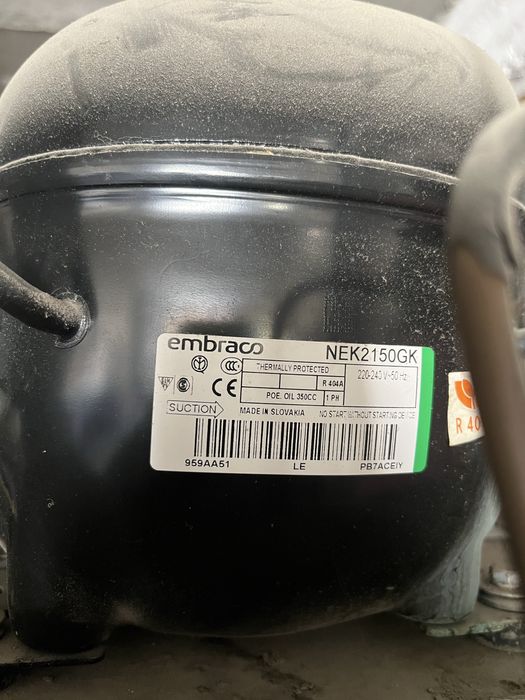 embraco
NEK2150GK
THERMALLY PROTECTED
220-240 V~50 Hz
R 404A
POE. OIL 350CC
1 PH
SUCTION
MADE IN SLOVAKIA
NO START WITHOUT STARTING DEVICE
959AA51
LE
PB7ACEIY
R 40